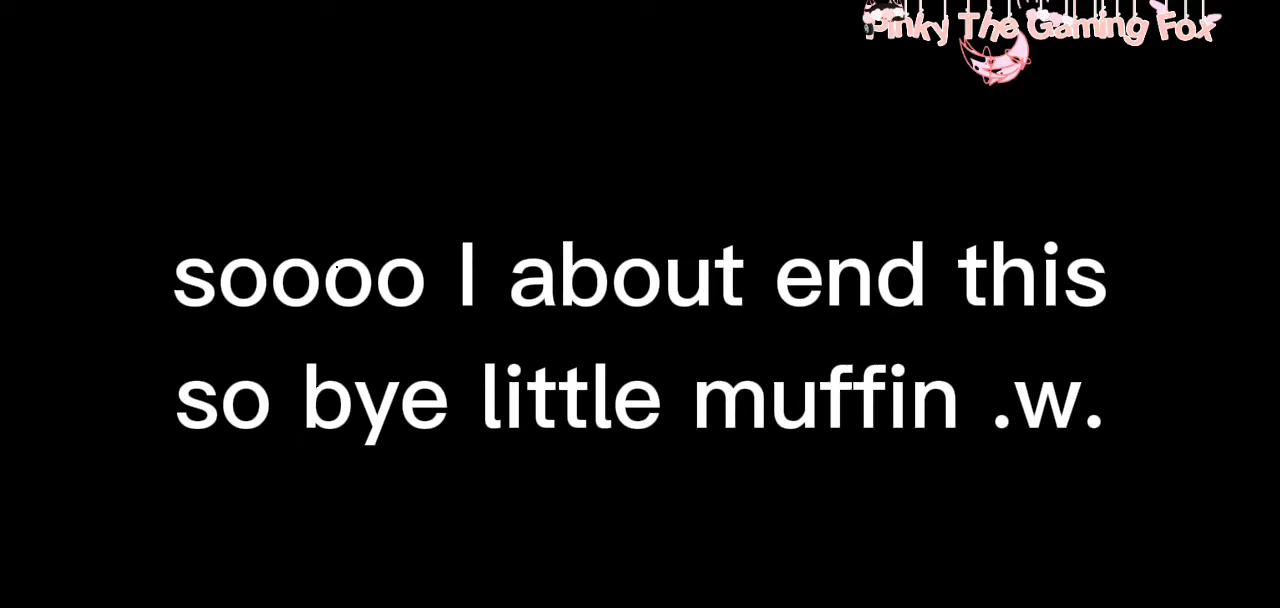 Pinky The Gaming Fox
soooo I about end this
so bye little muffin .w.